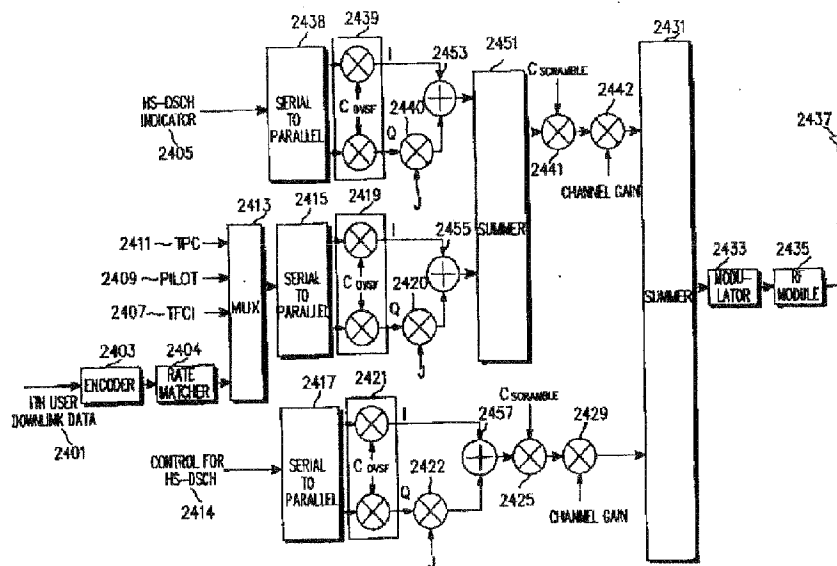 2438
2439
2453
2451
2431
C SCRAMBLE
2442
2437
HS-DSCH
INDICATOR
2405
SERIAL
TO
PARALLEL
I
C OVSF
2440
Q
J
SUMMER
2441
CHANNEL GAIN
2413
2415
2419
2455
2411 ~ TPC
2409 ~ PILOT
2407 ~ TFCI
MUX
SERIAL
TO
PARALLEL
I
C OVSF
2420
Q
J
SUMMER
2433
2435
MODU-
LATOR
RF
MODULE
2403
2404
ENCODER
RATE
MATCHER
USER
DOWNLINK DATA
2401
2417
2421
C SCRAMBLE
2457
2429
CONTROL FOR
HS-DSCH
2414
SERIAL
TO
PARALLEL
I
C OVSF
2422
Q
J
2425
CHANNEL GAIN